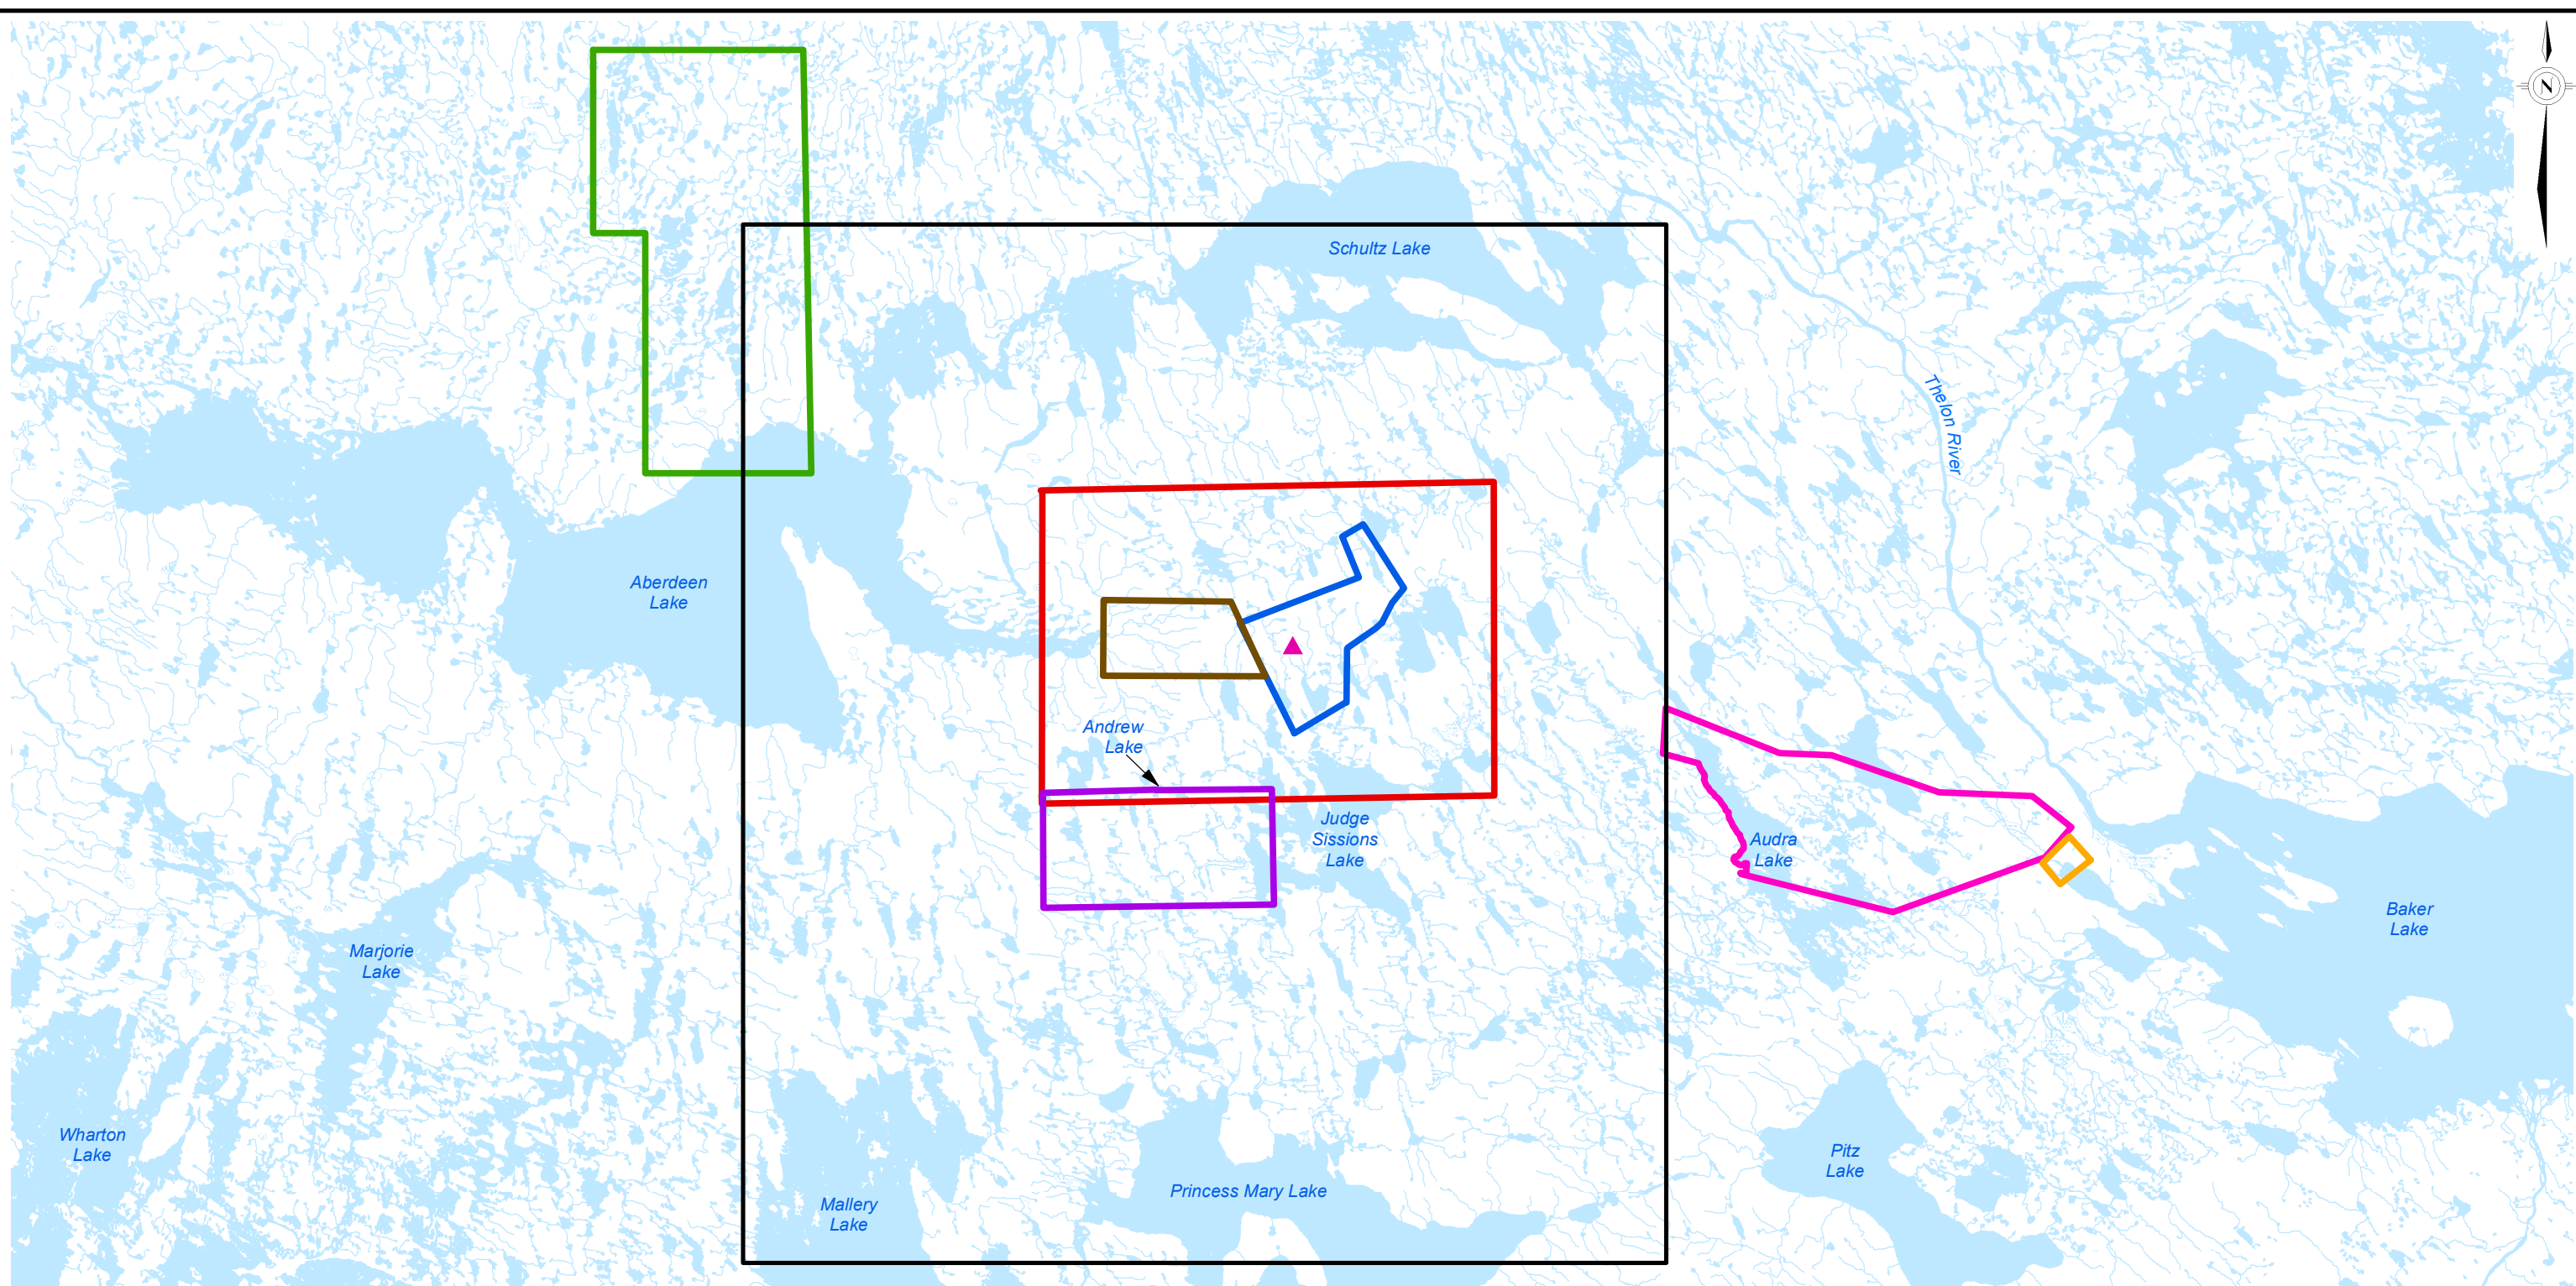 N
Schultz Lake
Thelon River
Aberdeen
Lake
Andrew
Lake
Judge
Sissions
Lake
Audra
Lake
Baker
Lake
Marjorie
Lake
Wharton
Lake
Pitz
Lake
Mallery
Lake
Princess Mary Lake